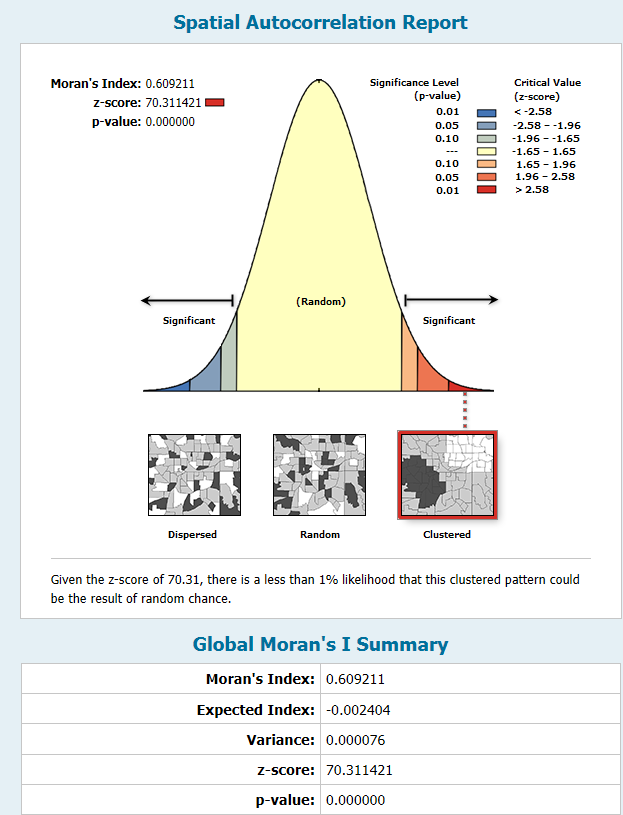 Spatial Autocorrelation Report
Moran's Index: 0.609211
z-score: 70.311421
p-value: 0.000000
Significance Level
(p-value)
Critical Value
(z-score)
0.01 < -2.58
0.05 -2.58 – -1.96
0.10 -1.96 – -1.65
--- -1.65 – 1.65
0.10 1.65 – 1.96
0.05 1.96 – 2.58
0.01 > 2.58
(Random)
Significant
Significant
Dispersed
Random
Clustered
Given the z-score of 70.31, there is a less than 1% likelihood that this clustered pattern could
be the result of random chance.
Global Moran's I Summary
Moran's Index: 0.609211
Expected Index: -0.002404
Variance: 0.000076
z-score: 70.311421
p-value: 0.000000